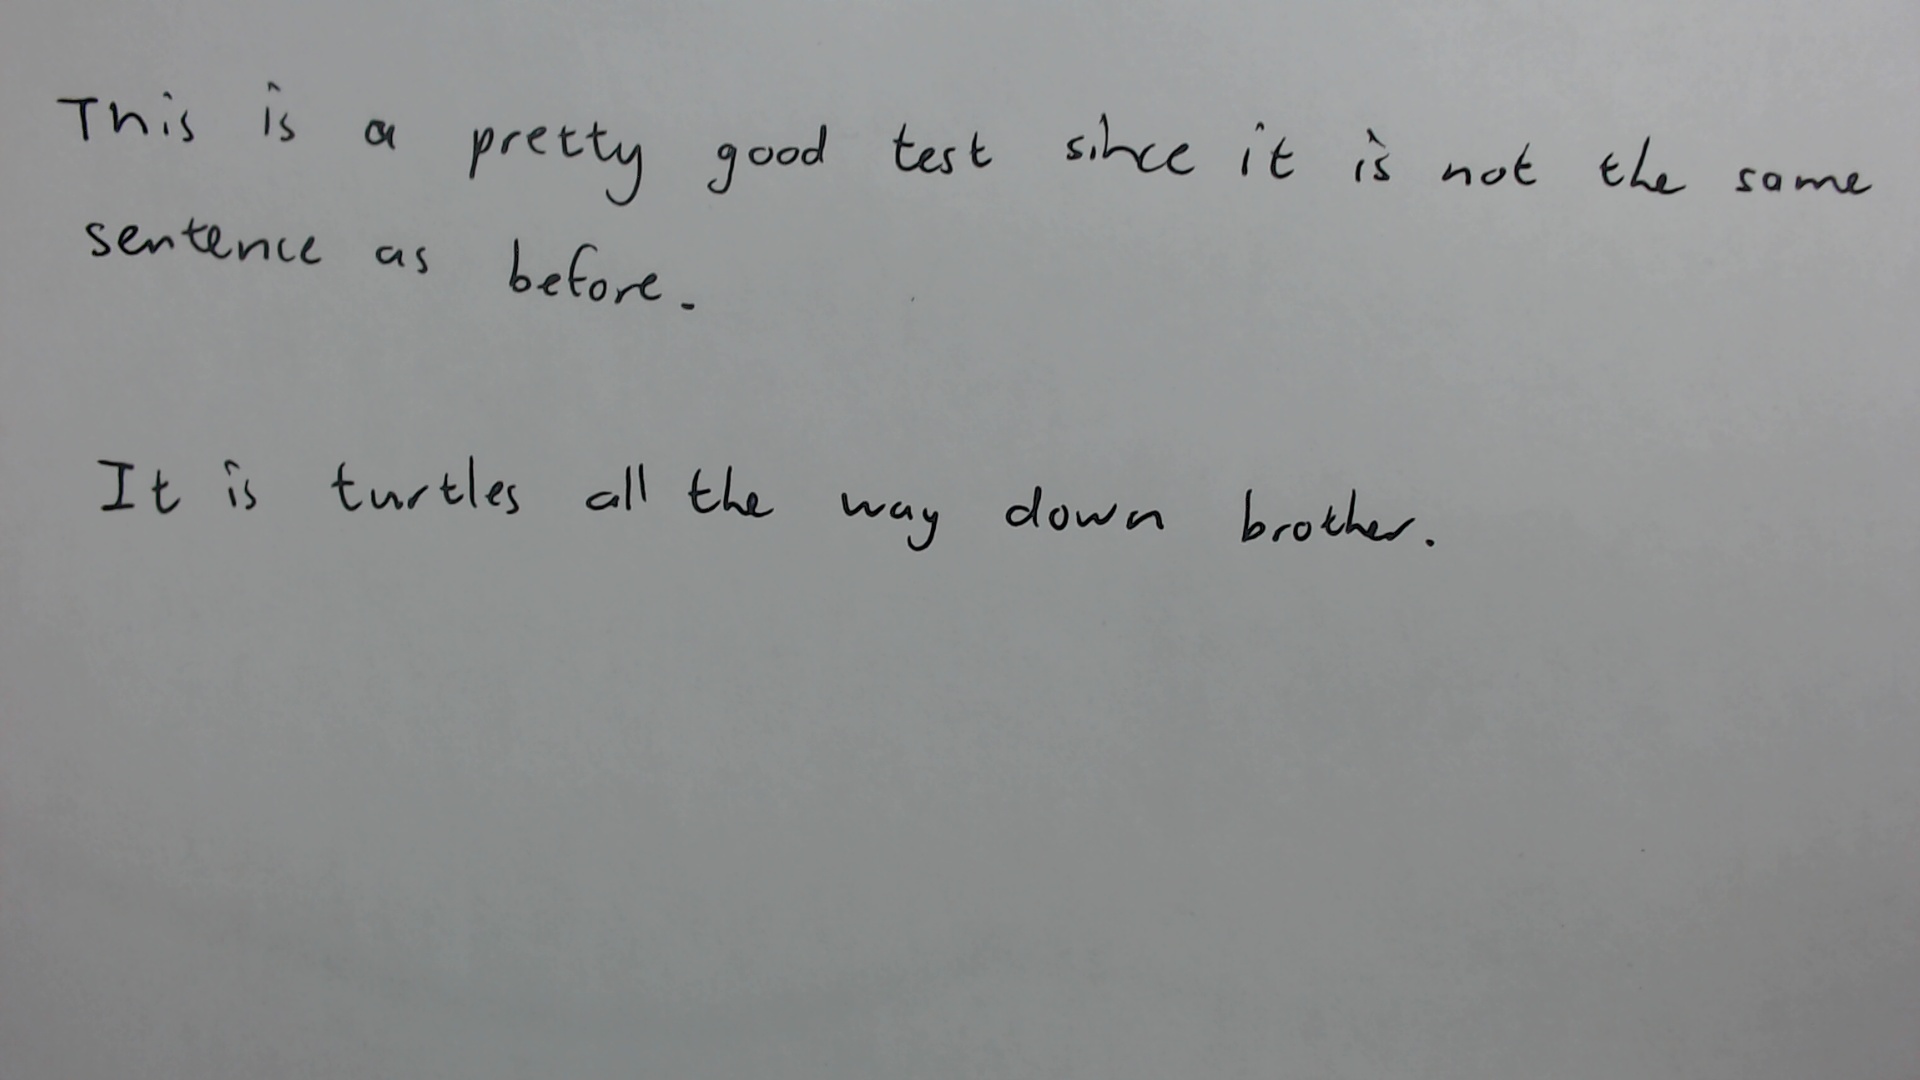 This is a pretty good test since it is not the same
sentence as before.
It is turtles all the way down brother.